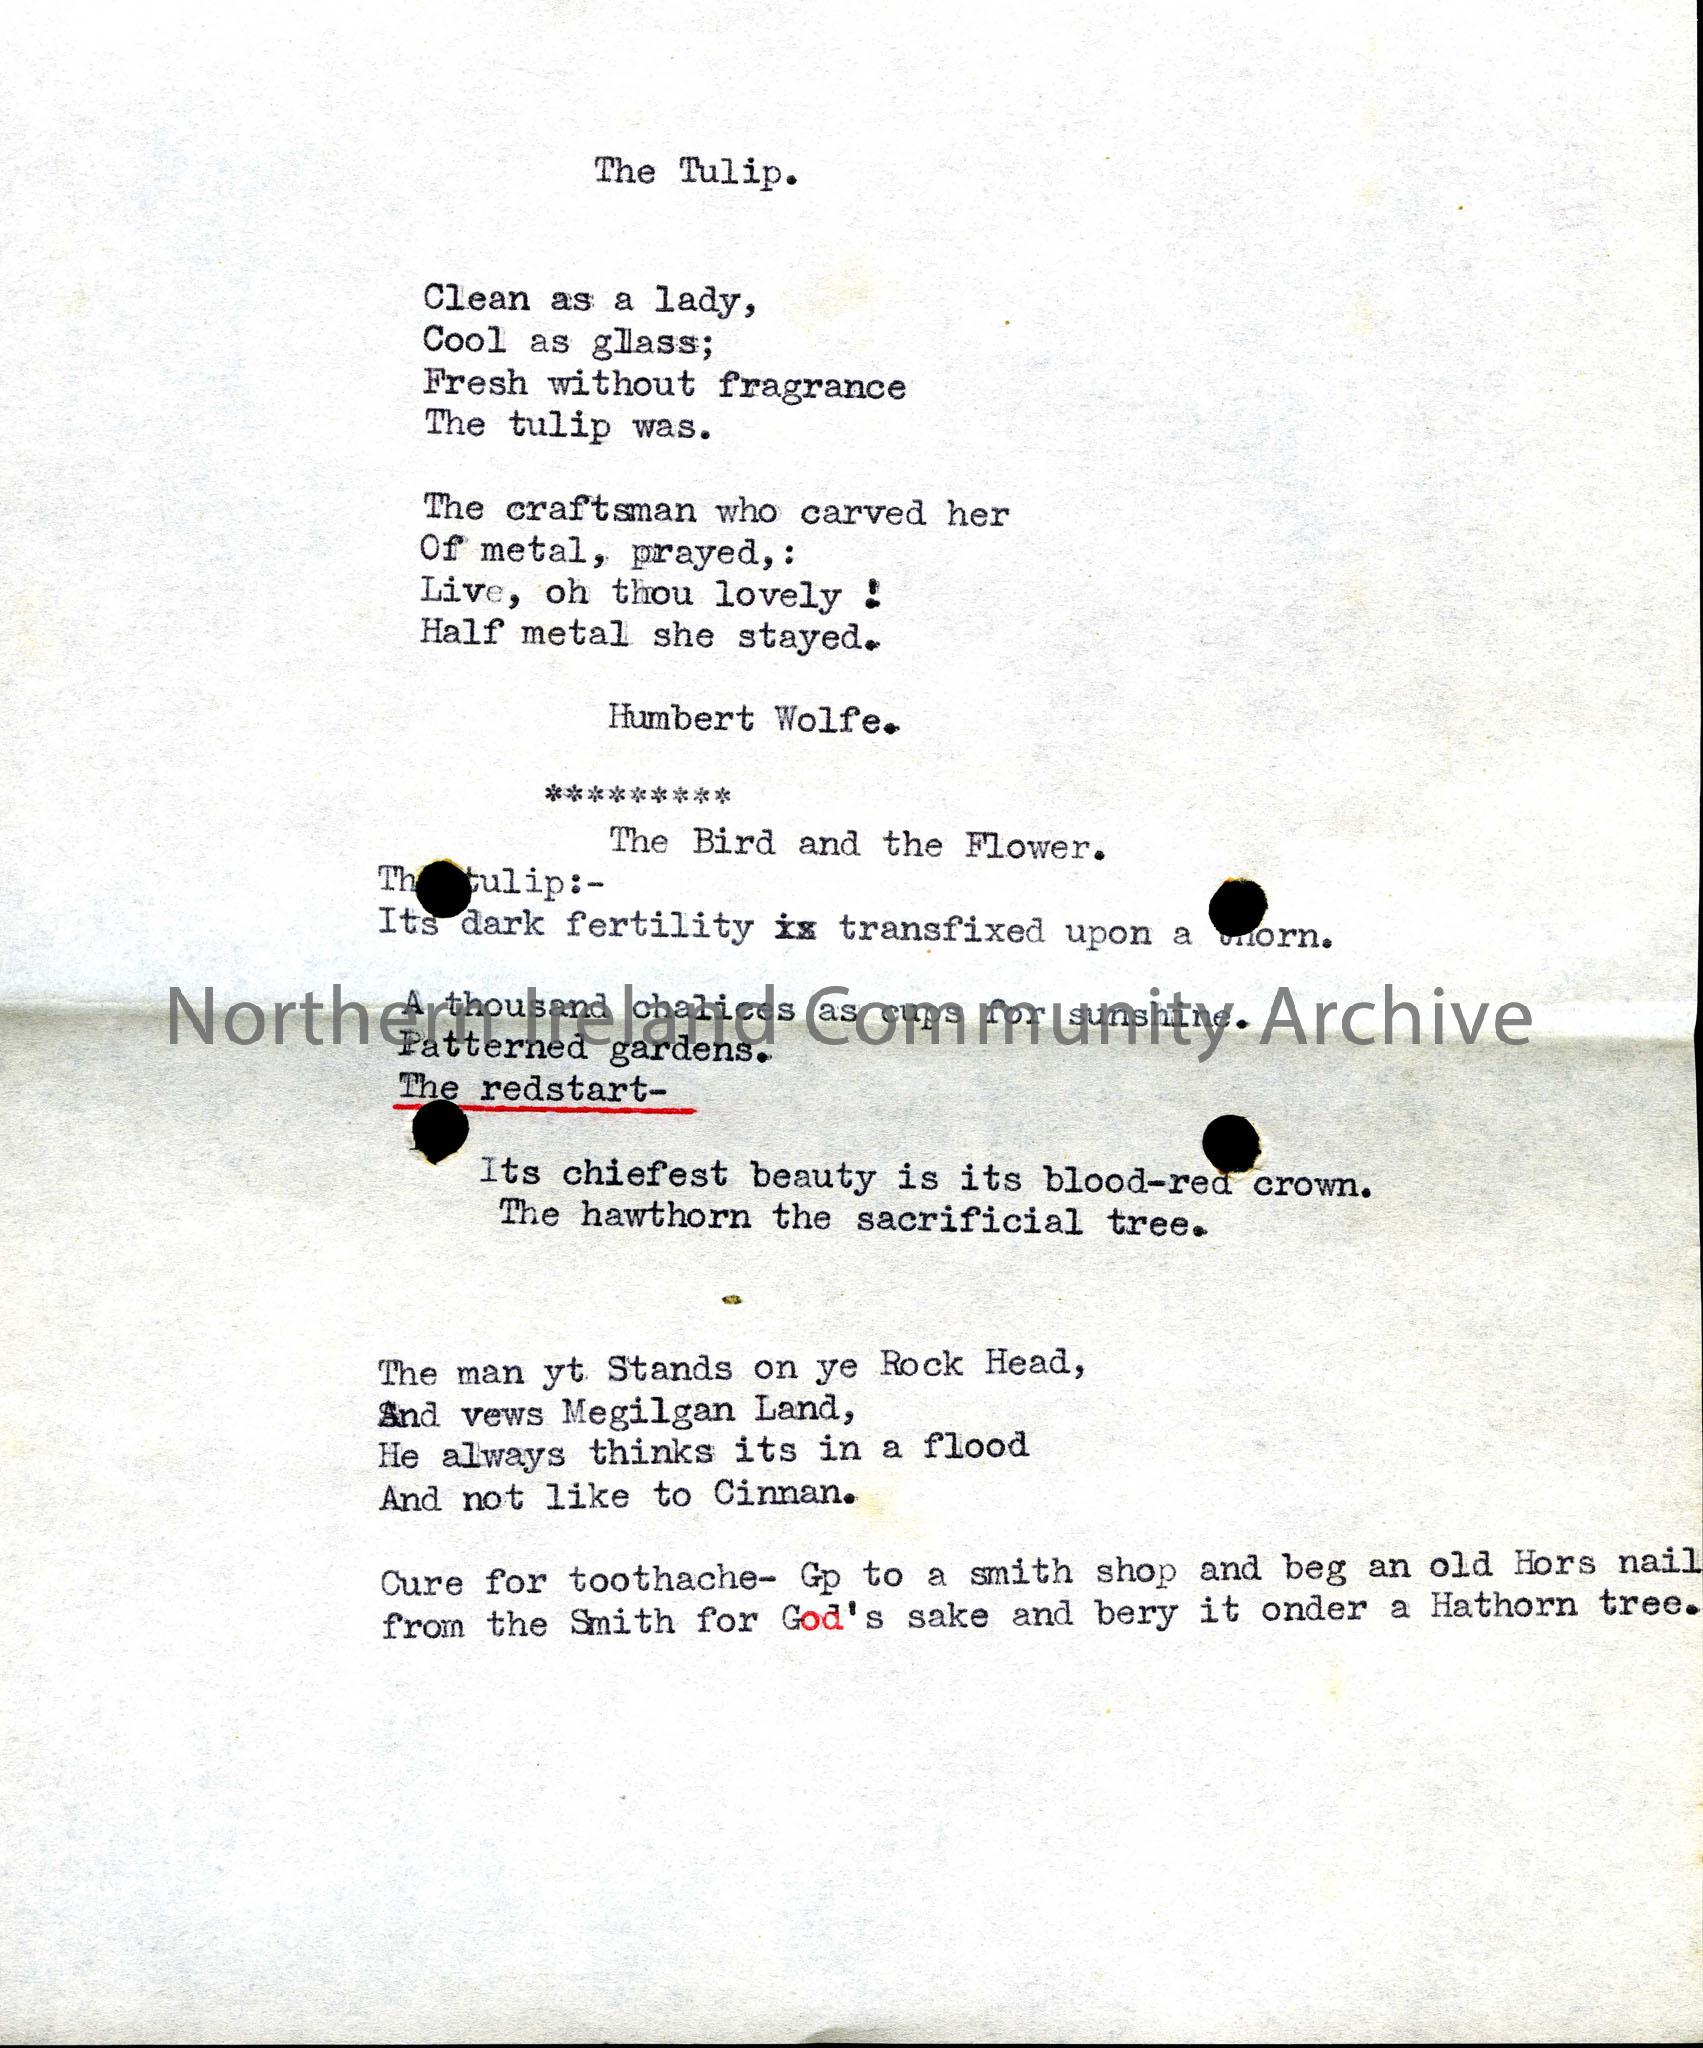 The Tulip.
Clean as a lady,
Cool as glass;
Fresh without fragrance
The tulip was.
The craftsman who carved her
Of metal, prayed,:
Live, oh thou lovely !
Half metal she stayed.
Humbert Wolfe.
*********
The Bird and the Flower.
The tulip:-
Its dark fertility is transfixed upon a thorn.
A thousand chalices as cups for sunshine.
Northern Ireland Community Archive
Patterned gardens.
The redstart-
Its chiefest beauty is its blood-red crown.
The hawthorn the sacrificial tree.
The man yt Stands on ye Rock Head,
And vews Megilgan Land,
He always thinks its in a flood
And not like to Cinnan.
Cure for toothache- Gp to a smith shop and beg an old Hors nail
from the Smith for God's sake and bery it onder a Hathorn tree.